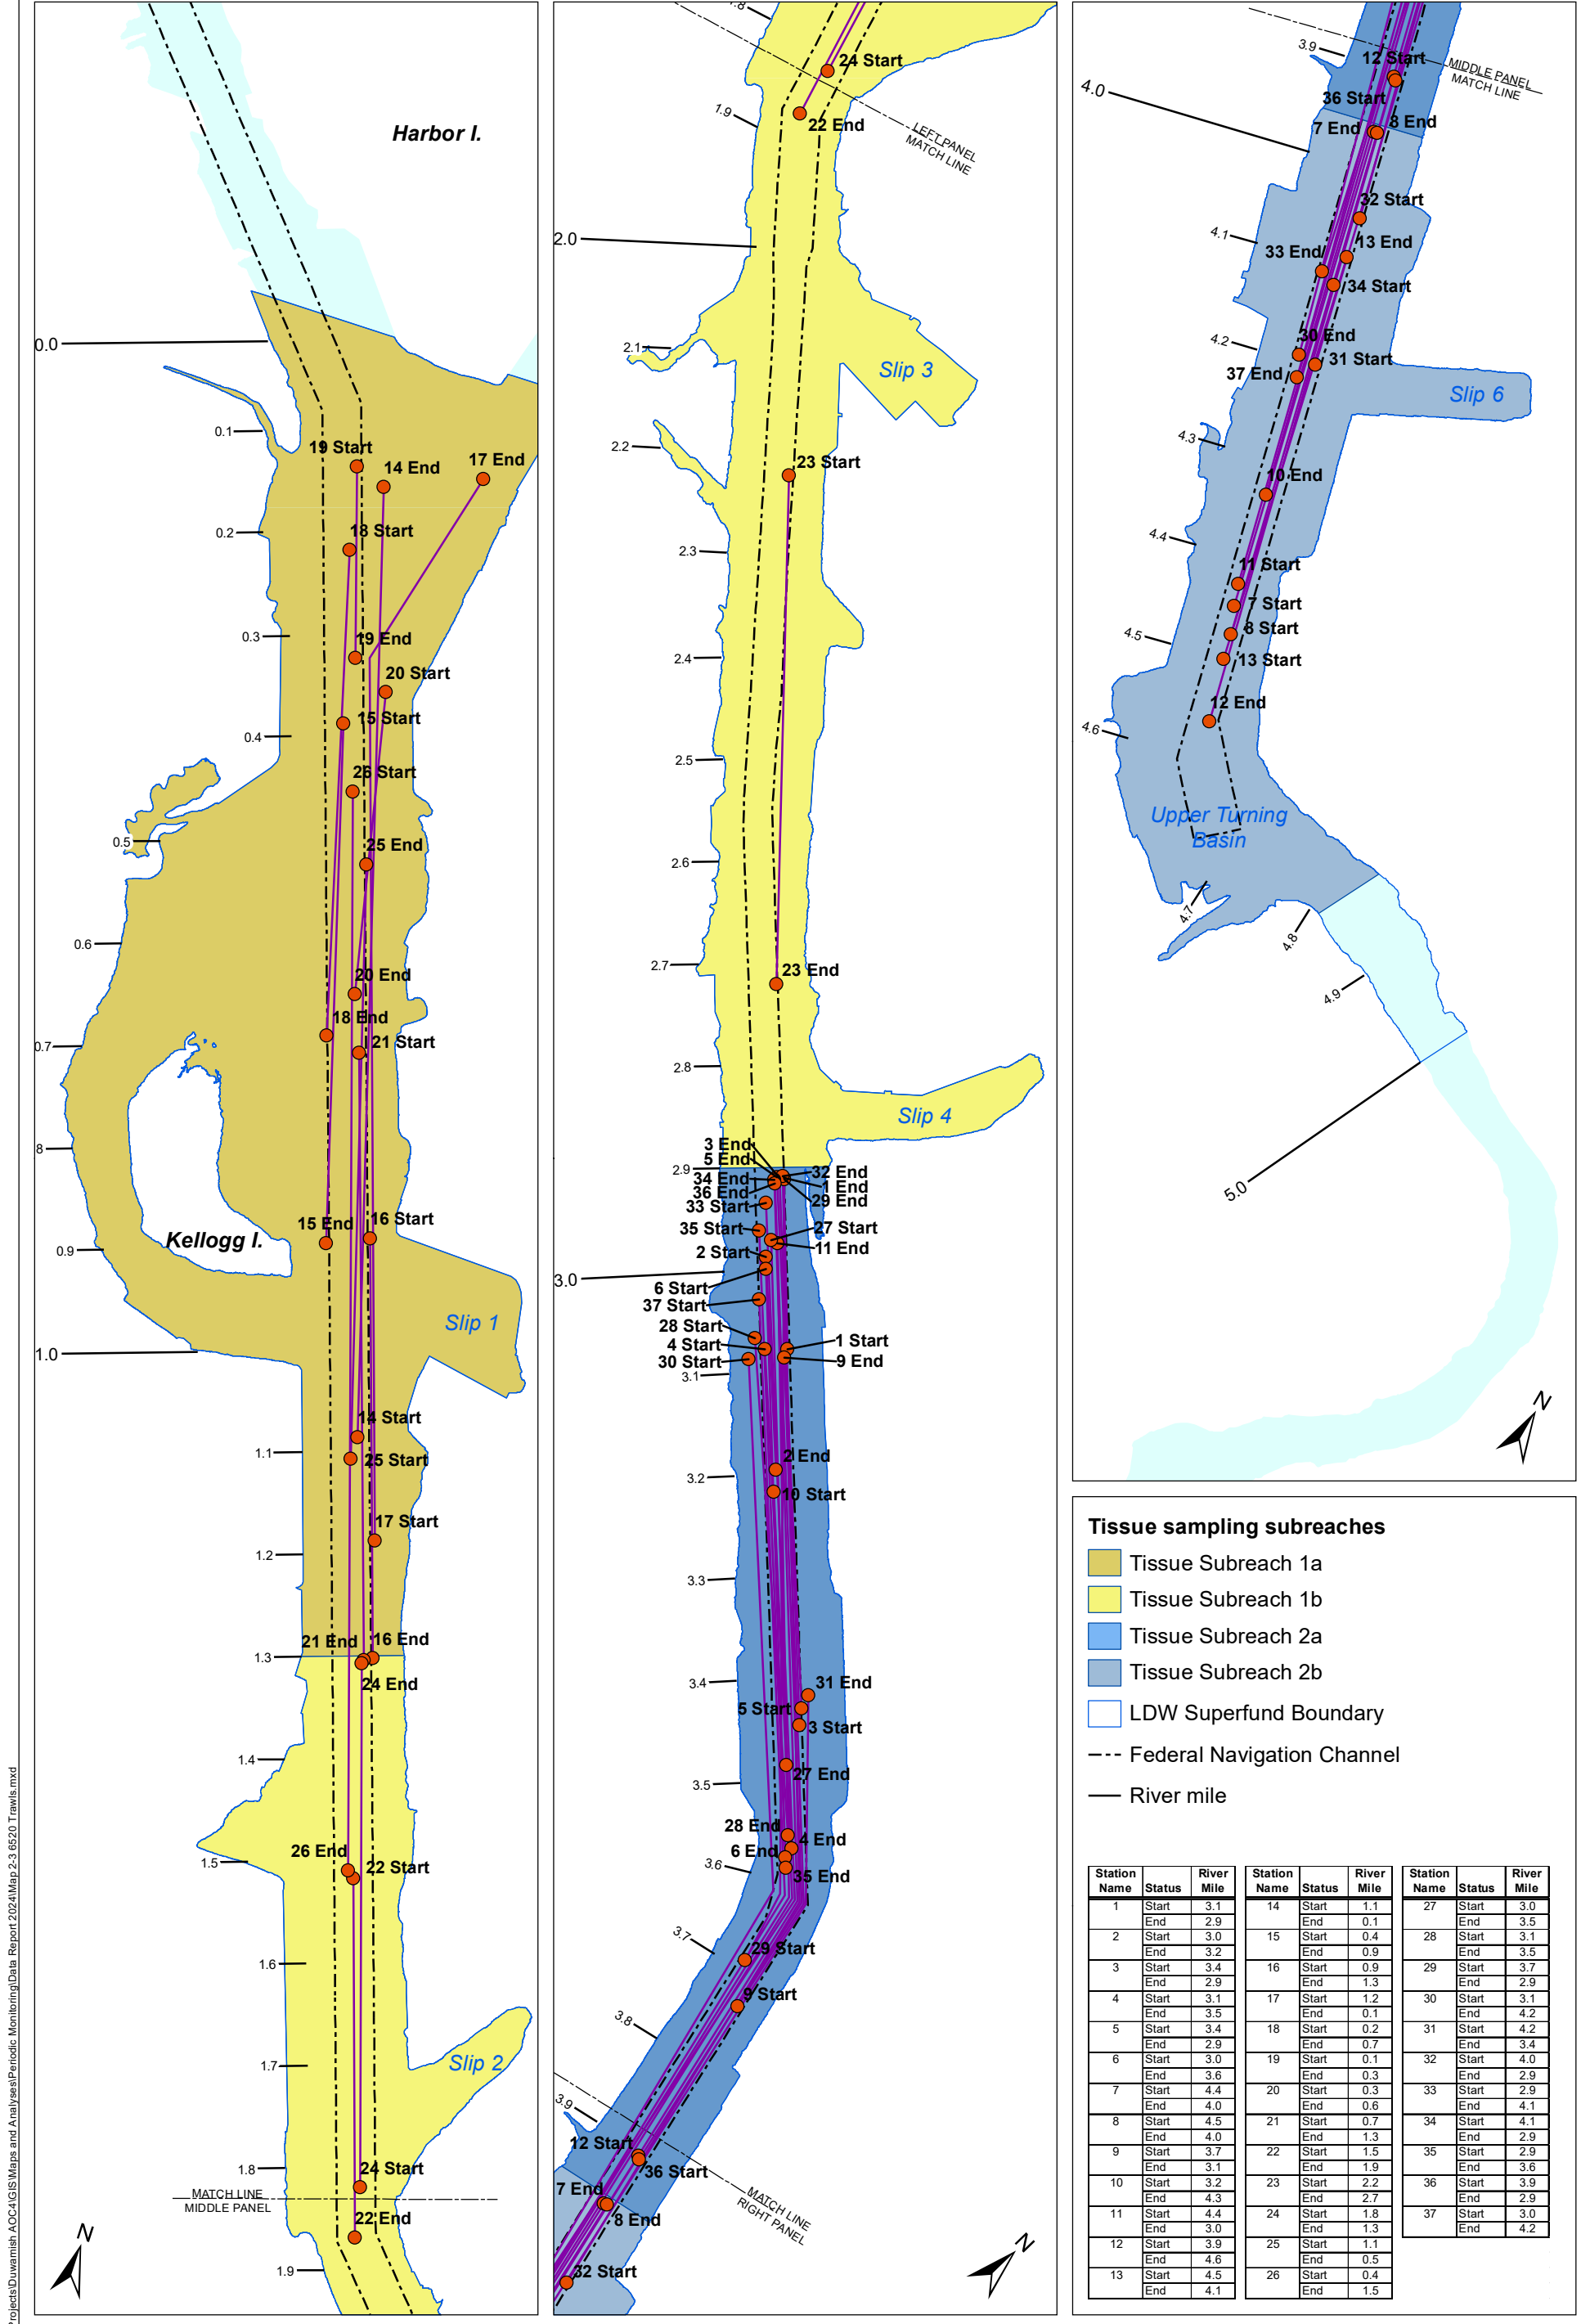 Harbor I.
0.0
0.1
19 Start
14 End
17 End
0.2
18 Start
0.3
19 End
20 Start
15 Start
0.4
26 Start
0.5
25 End
0.6
20 End
18 End
0.7
21 Start
8
15 End
16 Start
Kellogg I.
0.9
Slip 1
1.0
14 Start
1.1
25 Start
17 Start
1.2
21 End
16 End
1.3
24 End
1.4
26 End
22 Start
1.5
1.6
Slip 2
1.7
1.8
24 Start
MATCH LINE
MIDDLE PANEL
22 End
1.9
N
rojects\Duwamish AOC4\GIS\Maps and Analyses\Periodic Monitoring\Data Report 2024\Map 2-3 6520 Trawls.mxd
1.8
24 Start
1.9
22 End
LEFT PANEL
MATCH LINE
2.0
2.1
Slip 3
2.2
23 Start
2.3
2.4
2.5
2.6
2.7
23 End
2.8
Slip 4
3 End
5 End
2.9
32 End
34 End
1 End
36 End
29 End
33 Start
35 Start
27 Start
2 Start
11 End
3.0
6 Start
37 Start
28 Start
4 Start
1 Start
30 Start
9 End
3.1
2 End
3.2
10 Start
3.3
3.4
31 End
5 Start
3 Start
27 End
3.5
28 End
4 End
6 End
3.6
35 End
3.7
29 Start
9 Start
3.8
3.9
12 Start
36 Start
7 End
8 End
MATCH LINE
RIGHT PANEL
32 Start
N
3.9
12 Start
MIDDLE PANEL
MATCH LINE
4.0
36 Start
7 End
8 End
32 Start
4.1
13 End
33 End
34 Start
4.2
30 End
31 Start
37 End
Slip 6
4.3
10 End
4.4
11 Start
7 Start
4.5
8 Start
13 Start
12 End
4.6
Upper Turning
Basin
4.7
4.8
4.9
5.0
N
Tissue sampling subreaches
Tissue Subreach 1a
Tissue Subreach 1b
Tissue Subreach 2a
Tissue Subreach 2b
LDW Superfund Boundary
Federal Navigation Channel
River mile
Station Name Status River Mile
1 Start 3.1
End 2.9
2 Start 3.0
End 3.2
3 Start 3.4
End 2.9
4 Start 3.1
End 3.5
5 Start 3.4
End 2.9
6 Start 3.0
End 3.6
7 Start 4.4
End 4.0
8 Start 4.5
End 4.0
9 Start 3.7
End 3.1
10 Start 3.2
End 4.3
11 Start 4.4
End 3.0
12 Start 3.9
End 4.6
13 Start 4.5
End 4.1
Station Name Status River Mile
14 Start 1.1
End 0.1
15 Start 0.4
End 0.9
16 Start 0.9
End 1.3
17 Start 1.2
End 0.1
18 Start 0.2
End 0.7
19 Start 0.1
End 0.3
20 Start 0.3
End 0.6
21 Start 0.7
End 1.3
22 Start 1.5
End 1.9
23 Start 2.2
End 2.7
24 Start 1.8
End 1.3
25 Start 1.1
End 0.5
26 Start 0.4
End 1.5
Station Name Status River Mile
27 Start 3.0
End 3.5
28 Start 3.1
End 3.5
29 Start 3.7
End 2.9
30 Start 3.1
End 4.2
31 Start 4.2
End 3.4
32 Start 4.0
End 2.9
33 Start 2.9
End 4.1
34 Start 4.1
End 2.9
35 Start 2.9
End 3.6
36 Start 3.9
End 2.9
37 Start 3.0
End 4.2